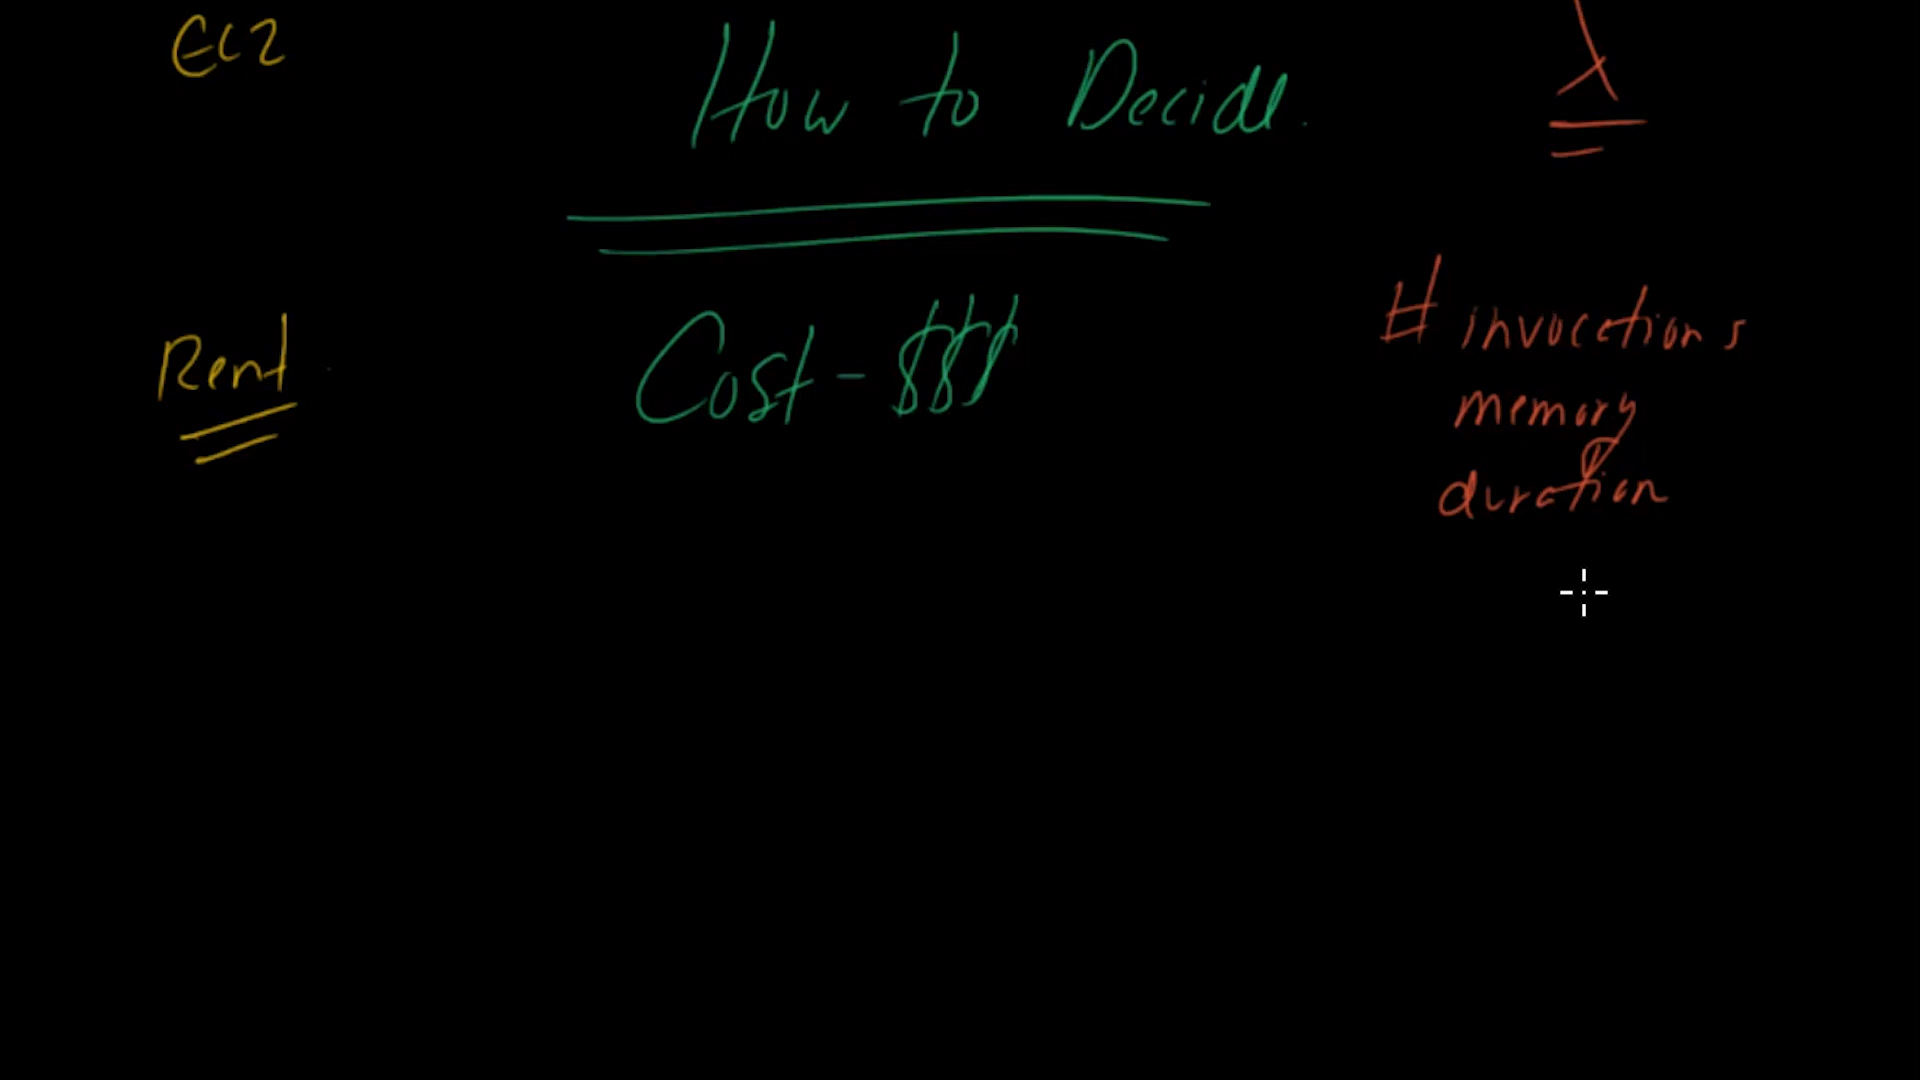 EC2
How to Decide.
λ
Rent
Cost - $$$
# invocations
memory
duration